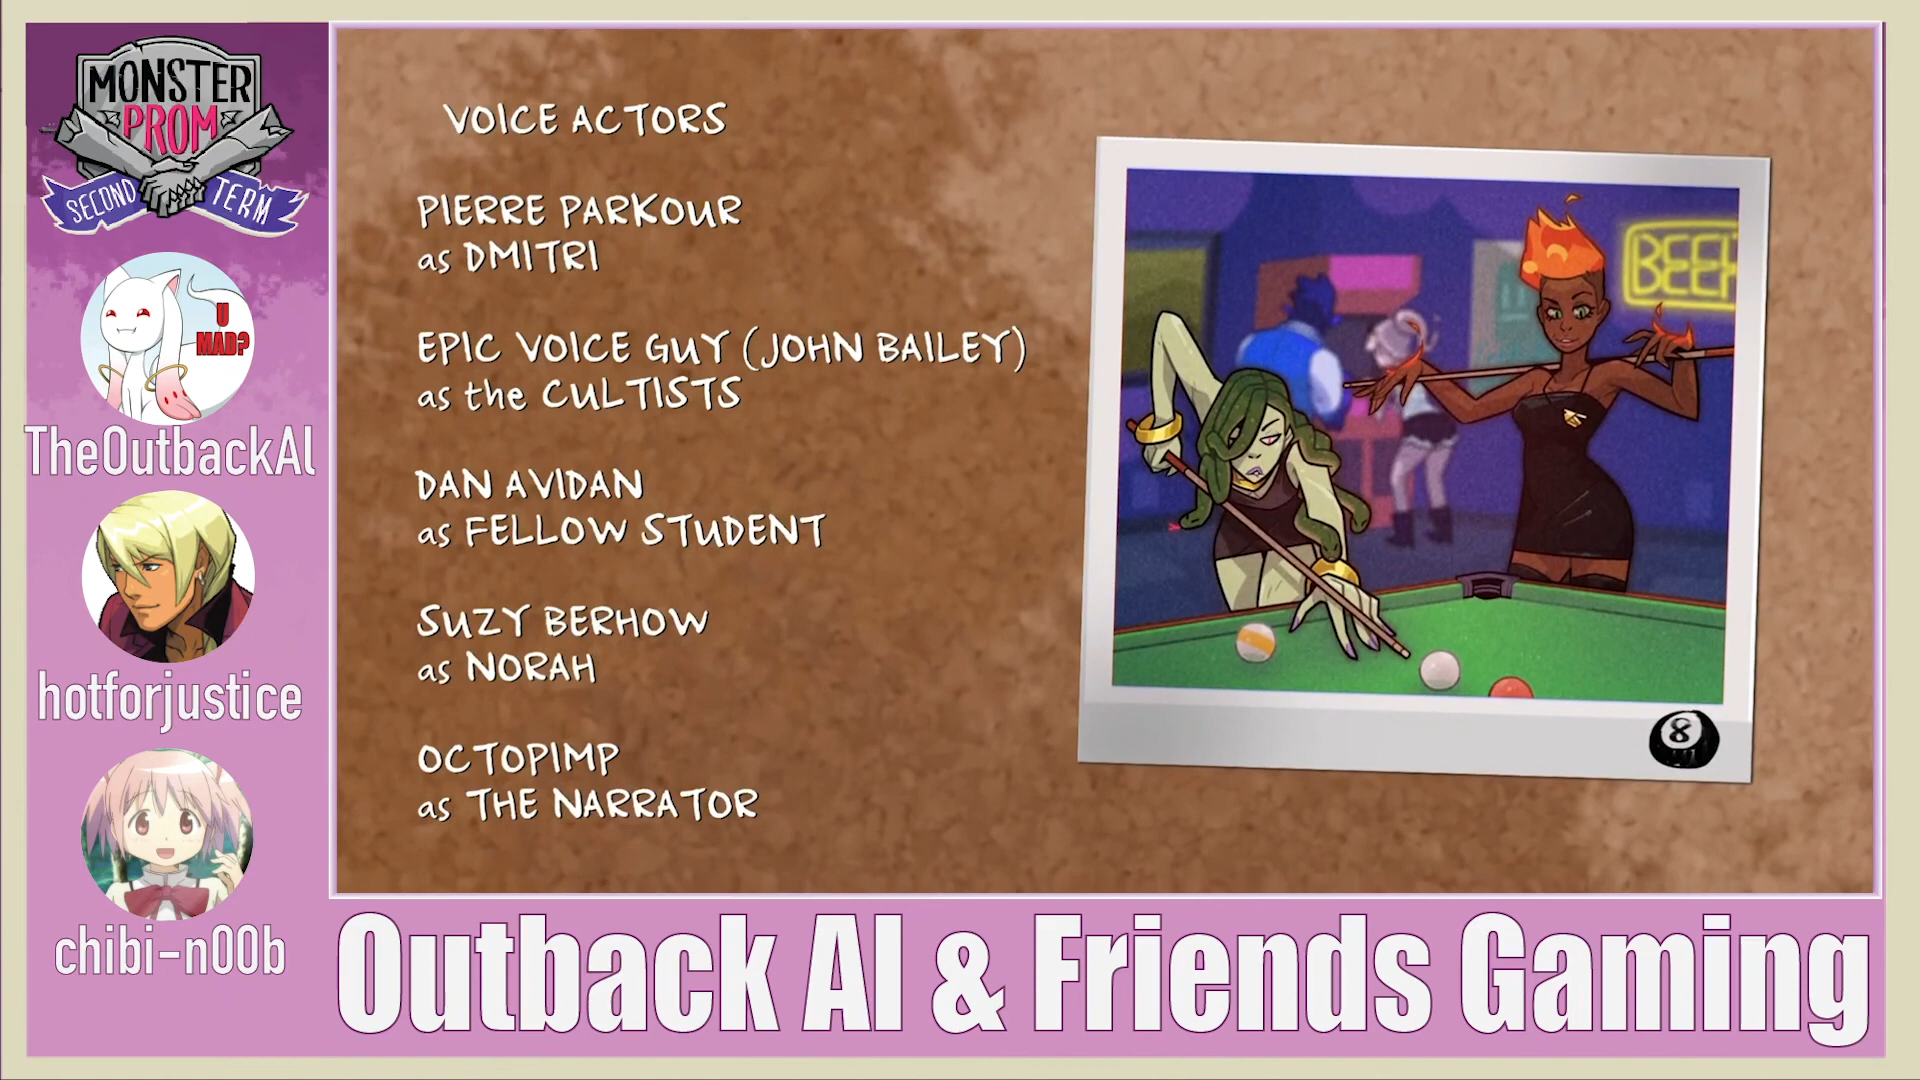 MONSTER
PROM
SECOND TERM
U
MAD?
TheOutbackAl
hotforjustice
chibi-n00b
VOICE ACTORS
PIERRE PARKOUR
as DMITRI
EPIC VOICE GUY (JOHN BAILEY)
as the CULTISTS
DAN AVIDAN
as FELLOW STUDENT
SUZY BERHOW
as NORAH
OCTOPIMP
as THE NARRATOR
BEER
8
Outback Al & Friends Gaming